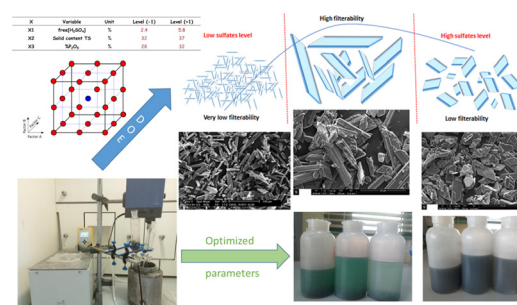 X Variable Unit Level (-1) Level (+1)
X1 free[H₂SO₄] % 2.4 5.8
X2 Solid content TS % 32 37
X3 %P₂O₅ % 28 32
High filterability
Low sulfates level
High sulfates level
Very low filterability
Low filterability
DOE
Factor A
Optimized
parameters